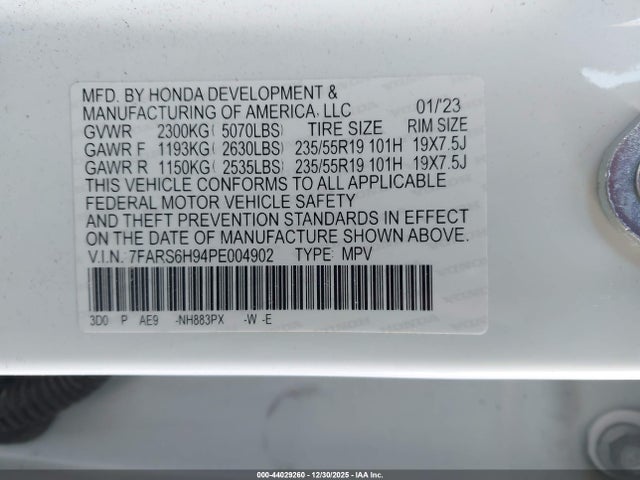 MFD. BY HONDA DEVELOPMENT &
MANUFACTURING OF AMERICA, LLC 01/'23
GVWR 2300KG( 5070LBS) TIRE SIZE RIM SIZE
GAWR F 1193KG( 2630LBS) 235/55R19 101H 19X7.5J
GAWR R 1150KG( 2535LBS) 235/55R19 101H 19X7.5J
THIS VEHICLE CONFORMS TO ALL APPLICABLE
FEDERAL MOTOR VEHICLE SAFETY
AND THEFT PREVENTION STANDARDS IN EFFECT
ON THE DATE OF MANUFACTURE SHOWN ABOVE.
V.I.N. 7FARS6H94PE004902 TYPE: MPV
3D0 P AE9 -NH883PX -W -E
000-44029260 - 12/30/2025 - IAA Inc.